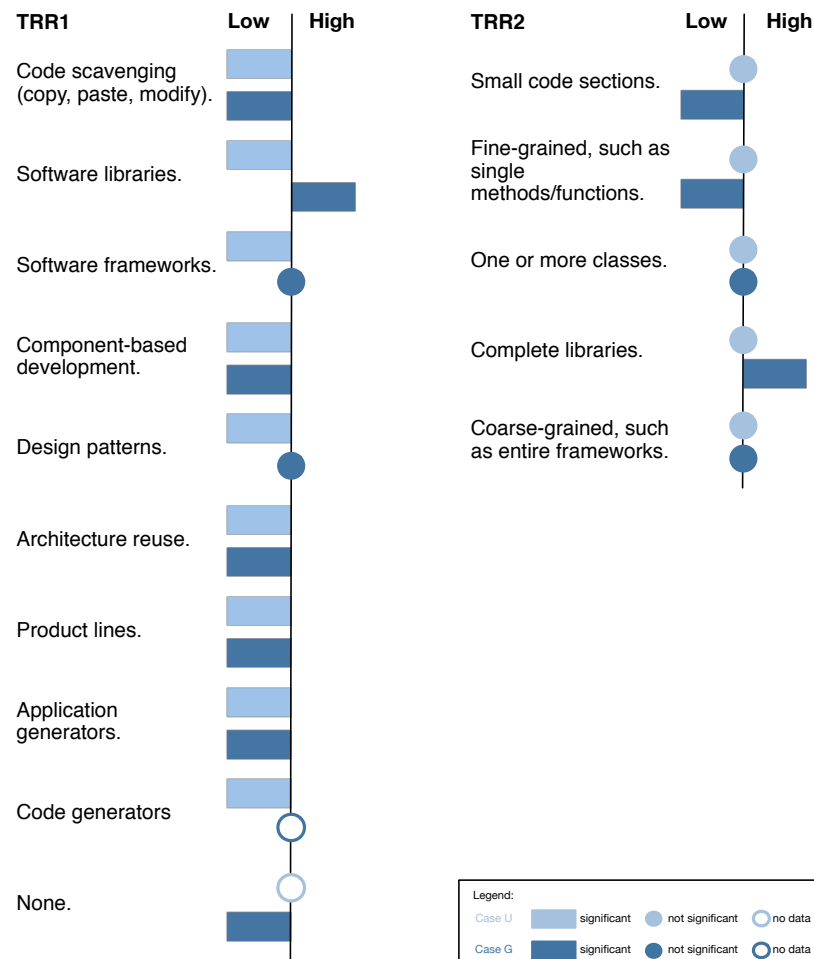 TRR1 Low High
Code scavenging
(copy, paste, modify).
Software libraries.
Software frameworks.
Component-based
development.
Design patterns.
Architecture reuse.
Product lines.
Application
generators.
Code generators
None.
TRR2 Low High
Small code sections.
Fine-grained, such as
single
methods/functions.
One or more classes.
Complete libraries.
Coarse-grained, such
as entire frameworks.
Legend:
Case U significant not significant no data
Case G significant not significant no data